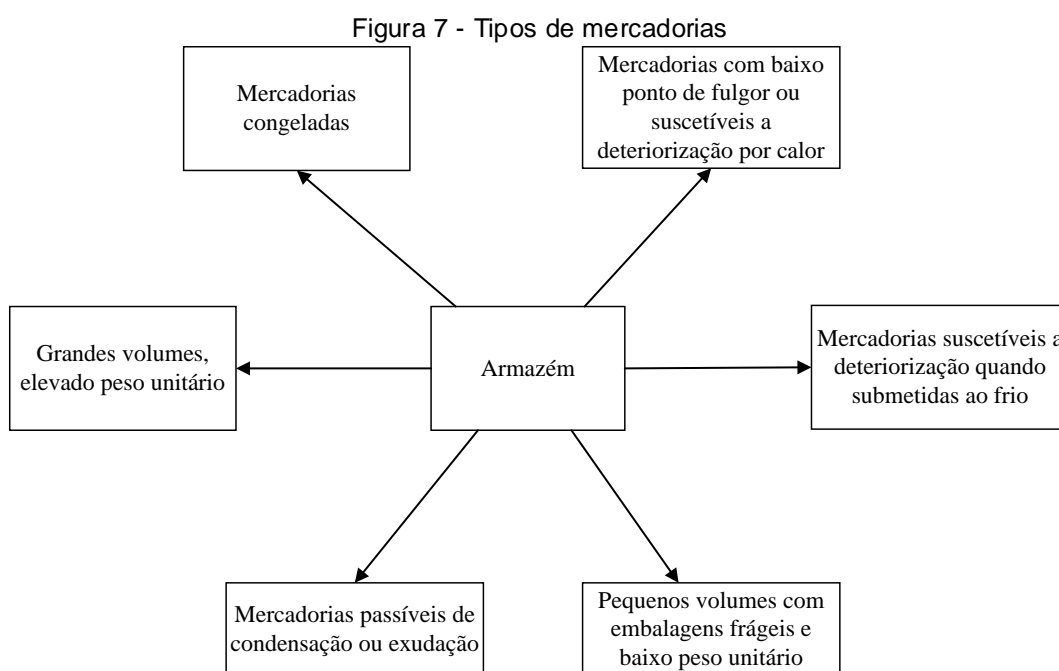 Figura 7 - Tipos de mercadorias
Mercadorias
congeladas
Mercadorias com baixo
ponto de fulgor ou
suscetíveis a
deteriorização por calor
Grandes volumes,
elevado peso unitário
Armazém
Mercadorias suscetíveis a
deteriorização quando
submetidas ao frio
Mercadorias passíveis de
condensação ou exudação
Pequenos volumes com
embalagens frágeis e
baixo peso unitário